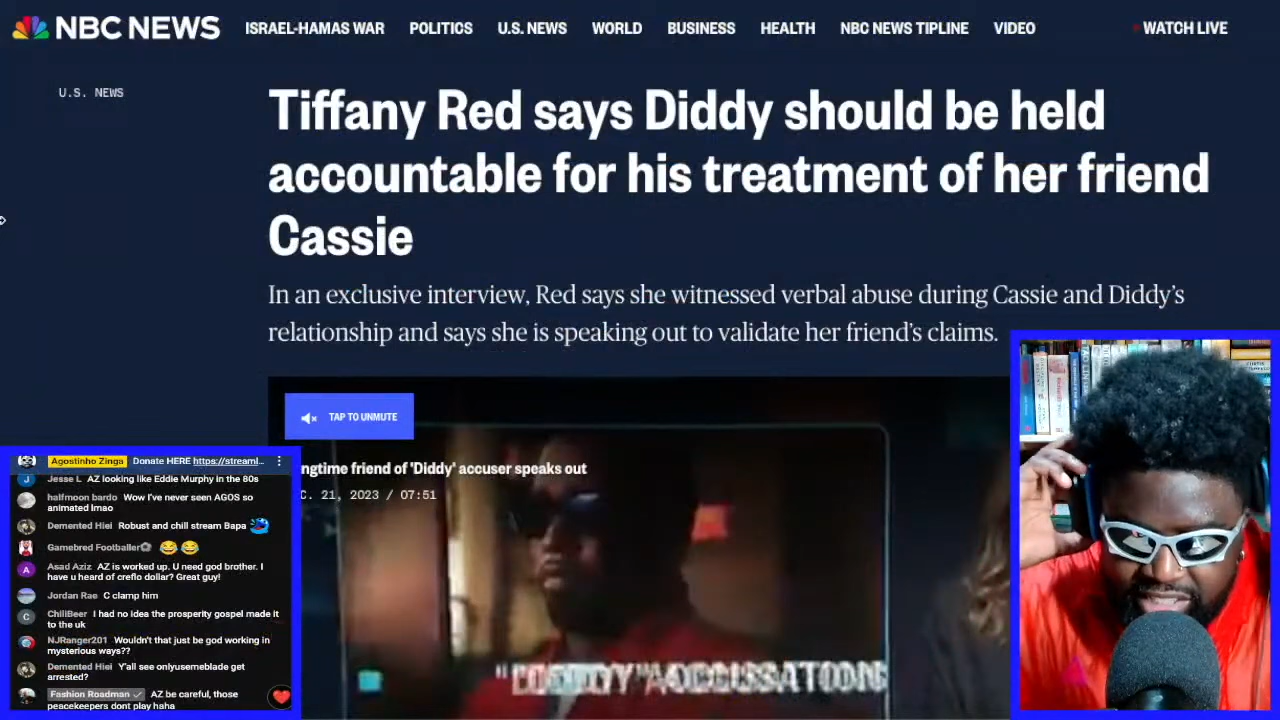 NBC NEWS
ISRAEL-HAMAS WAR POLITICS U.S. NEWS WORLD BUSINESS HEALTH NBC NEWS TIPLINE VIDEO WATCH LIVE
U.S. NEWS
Tiffany Red says Diddy should be held
accountable for his treatment of her friend
Cassie
In an exclusive interview, Red says she witnessed verbal abuse during Cassie and Diddy's
relationship and says she is speaking out to validate her friend's claims.
TAP TO UNMUTE
ngtime friend of 'Diddy' accuser speaks out
C. 21, 2023 / 07:51
Agostinho Zinga Donate HERE https://streaml...
Jesse L AZ looking like Eddie Murphy in the 80s
halfmoon bardo Wow I've never seen AGOS so
animated lmao
Demented Hiei Robust and chill stream Bapa
Gamebred Footballer⚽ 😂 😂
Asad Aziz AZ is worked up. U need god brother. I
have u heard of creflo dollar? Great guy!
Jordan Rae C clamp him
ChiliBeer I had no idea the prosperity gospel made it
to the uk
NJRanger201 Wouldn't that just be god working in
mysterious ways??
Demented Hiei Y'all see onlyusemeblade get
arrested?
Fashion Roadman AZ be careful, those
peacekeepers dont play haha